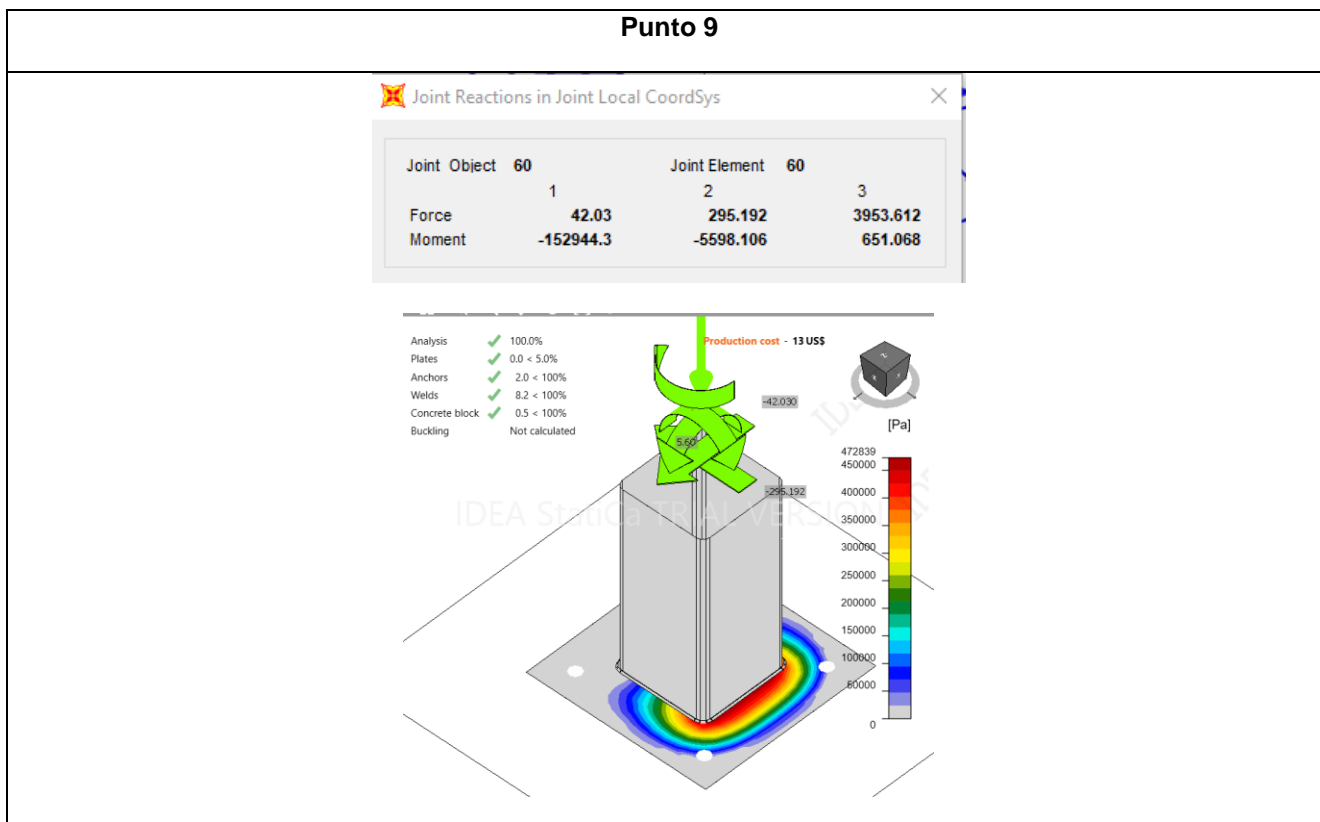 Punto 9
Joint Reactions in Joint Local CoordSys
Joint Object 60 Joint Element 60
1 2 3
Force 42.03 295.192 3953.612
Moment -152944.3 -5598.106 651.068
Analysis 100.0%
Plates 0.0 < 5.0%
Anchors 2.0 < 100%
Welds 8.2 < 100%
Concrete block 0.5 < 100%
Buckling Not calculated
Production cost - 13 US$
-42.030
5.60
-295.192
[Pa]
472839
450000
400000
350000
300000
250000
200000
150000
100000
50000
0
IDEA StatiCa TRIAL VERSION